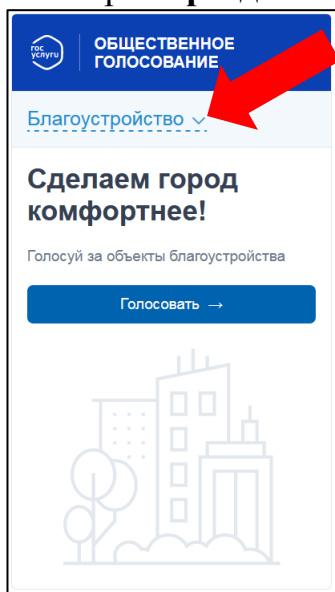 гос
услуги
ОБЩЕСТВЕННОЕ
ГОЛОСОВАНИЕ
Благоустройство
Сделаем город
комфортнее!
Голосуй за объекты благоустройства
Голосовать →